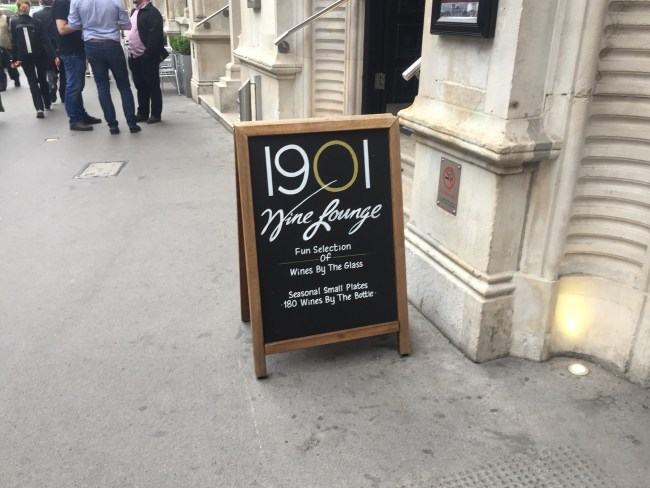 1901
Wine Lounge
Fun Selection
Of
Wines By The Glass
Seasonal Small Plates
180 Wines By The Bottle